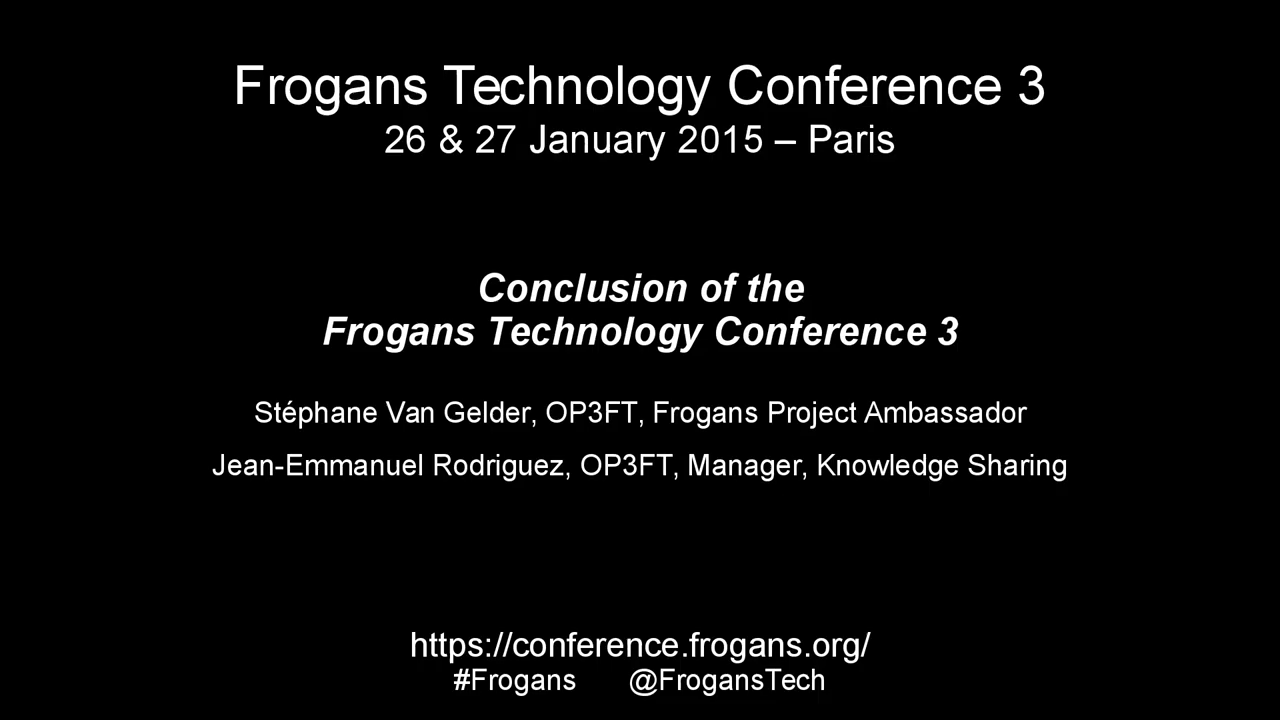 Frogans Technology Conference 3
26 & 27 January 2015 – Paris
Conclusion of the
Frogans Technology Conference 3
Stéphane Van Gelder, OP3FT, Frogans Project Ambassador
Jean-Emmanuel Rodriguez, OP3FT, Manager, Knowledge Sharing
https://conference.frogans.org/
#Frogans @FrogansTech